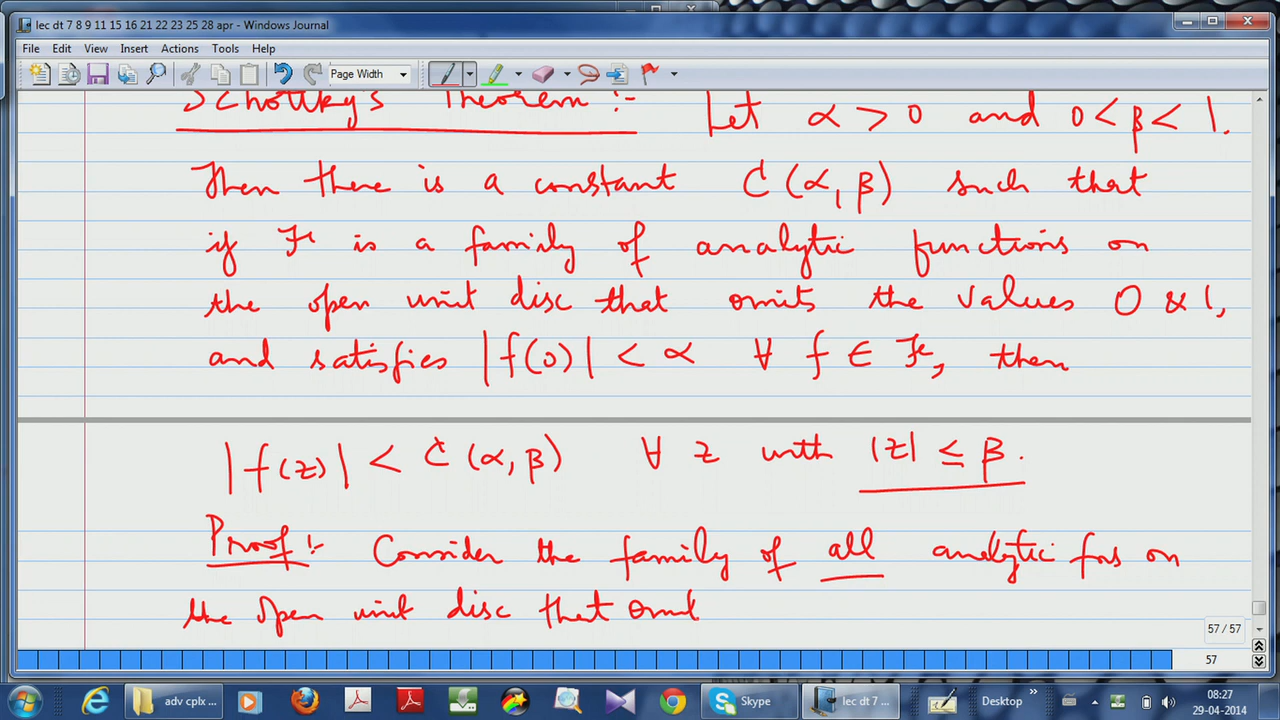 lec dt 7 8 9 11 15 16 21 22 23 25 28 apr - Windows Journal
File Edit View Insert Actions Tools Help
Page Width
Schottky's Theorem :- Let α > 0 and 0 < β < 1.
Then there is a constant C(α, β) such that
if ℱ is a family of analytic functions on
the open unit disc that omits the values 0 & 1,
and satisfies |f(0)| < α ∀ f ∈ ℱ, then
|f(z)| < C(α, β) ∀ z with |z| ≤ β.
Proof :- Consider the family of all analytic fns on
the open unit disc that omit
57 / 57
57
adv cplx ...
Skype
lec dt 7 ...
Desktop
08:27
29-04-2014